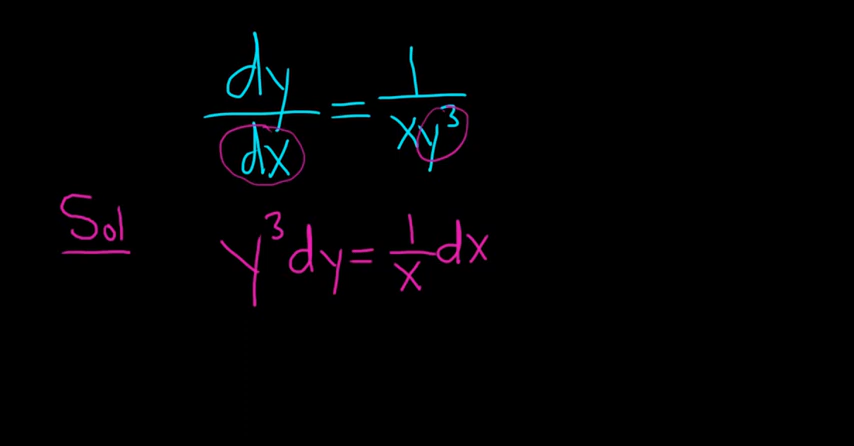 dy/dx = 1/(xy³)
Sol y³dy = 1/x dx